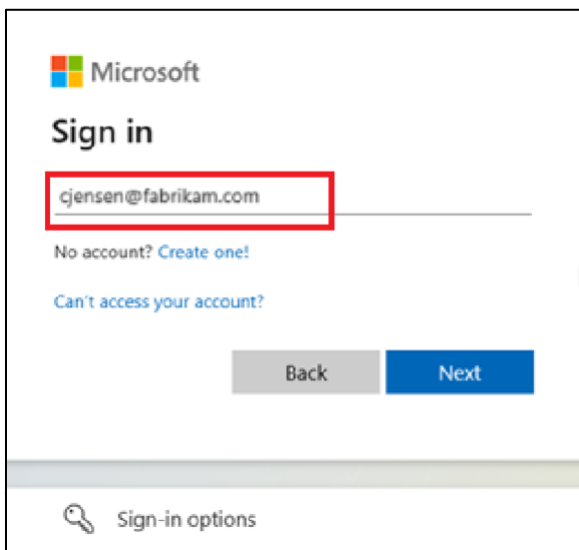 Microsoft
Sign in
cjensen@fabrikam.com
No account? Create one!
Can't access your account?
Back Next
Sign-in options